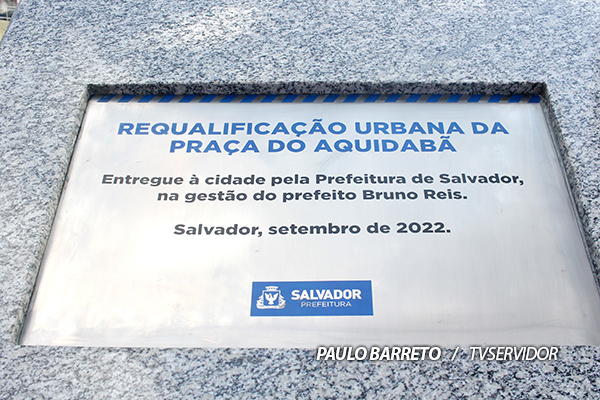 REQUALIFICAÇÃO URBANA DA
PRAÇA DO AQUIDABÃ
Entregue à cidade pela Prefeitura de Salvador,
na gestão do prefeito Bruno Reis.
Salvador, setembro de 2022.
SALVADOR
PREFEITURA
PAULO BARRETO / TVSERVIDOR